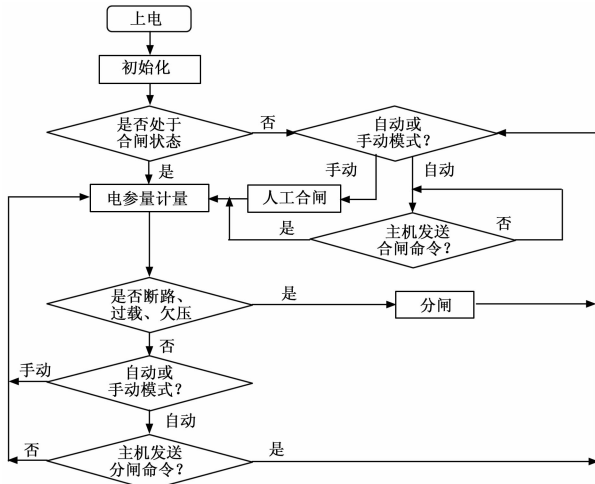 上电
初始化
是否处于
合闸状态
否
自动或
手动模式?
是
手动
自动
电参量计量
人工合闸
是
主机发送
合闸命令?
否
是否断路、
过载、欠压
是
分闸
否
手动
自动或
手动模式?
自动
否
主机发送
分闸命令?
是